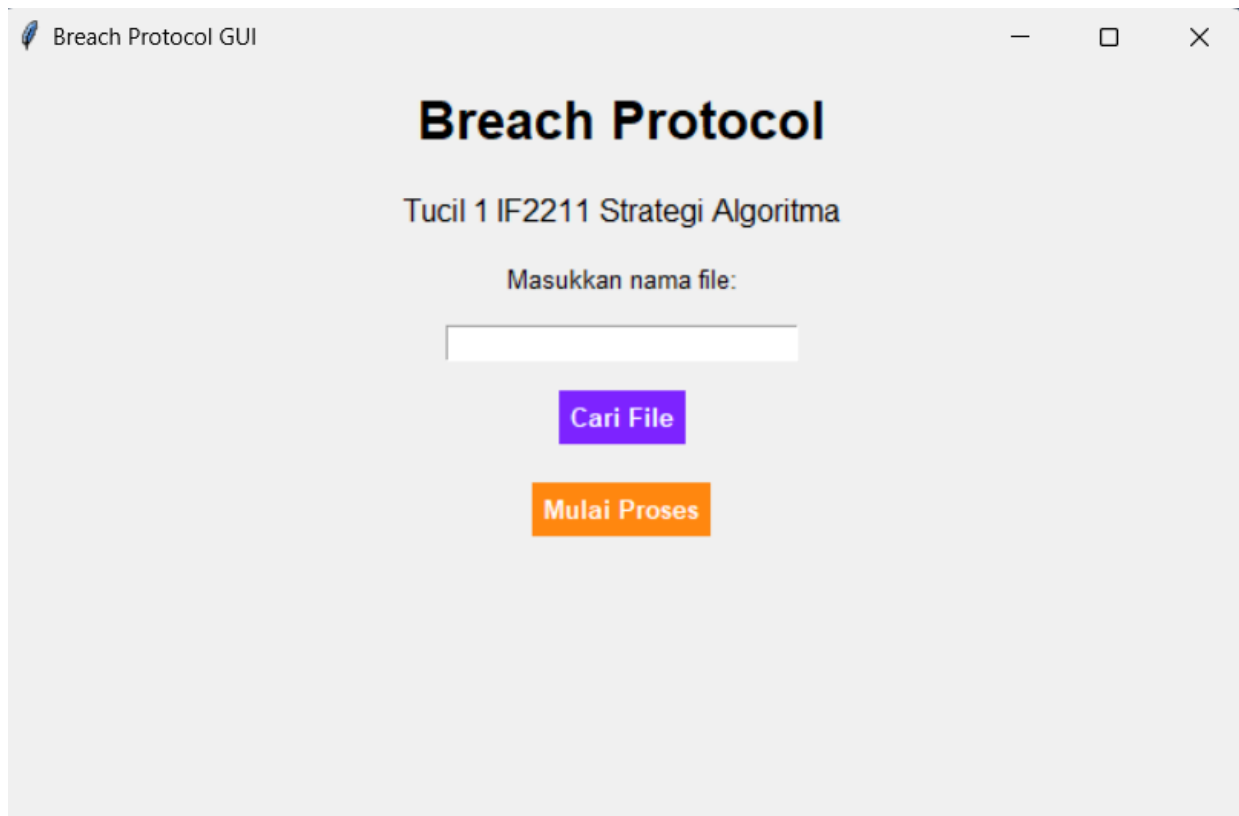 Breach Protocol GUI
Breach Protocol
Tucil 1 IF2211 Strategi Algoritma
Masukkan nama file:
Cari File
Mulai Proses